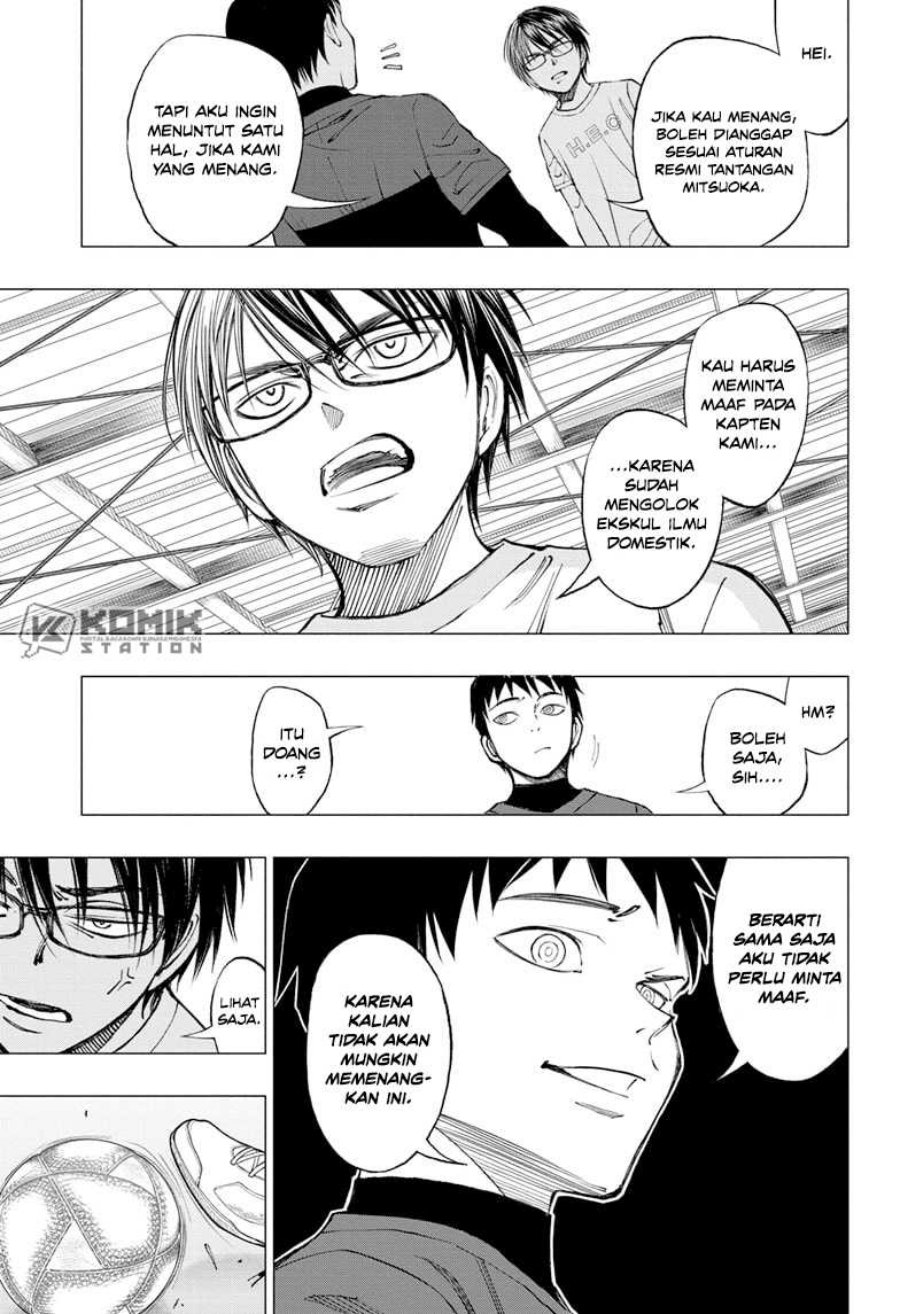 HEI.
JIKA KAU MENANG,
BOLEH DIANGGAP
SESUAI ATURAN
RESMI TANTANGAN
MITSUOKA.
H.E.C
TAPI AKU INGIN
MENUNTUT SATU
HAL, JIKA KAMI
YANG MENANG.
KAU HARUS
MEMINTA
MAAF PADA
KAPTEN
KAMI...
...KARENA
SUDAH
MENGOLOK
EKSKUL ILMU
DOMESTIK.
KOMIK
STATION
HM?
BOLEH
SAJA,
SIH....
ITU
DOANG
...?
BERARTI
SAMA SAJA
AKU TIDAK
PERLU MINTA
MAAF.
KARENA
KALIAN
TIDAK AKAN
MUNGKIN
MEMENANG-
KAN INI.
LIHAT
SAJA.